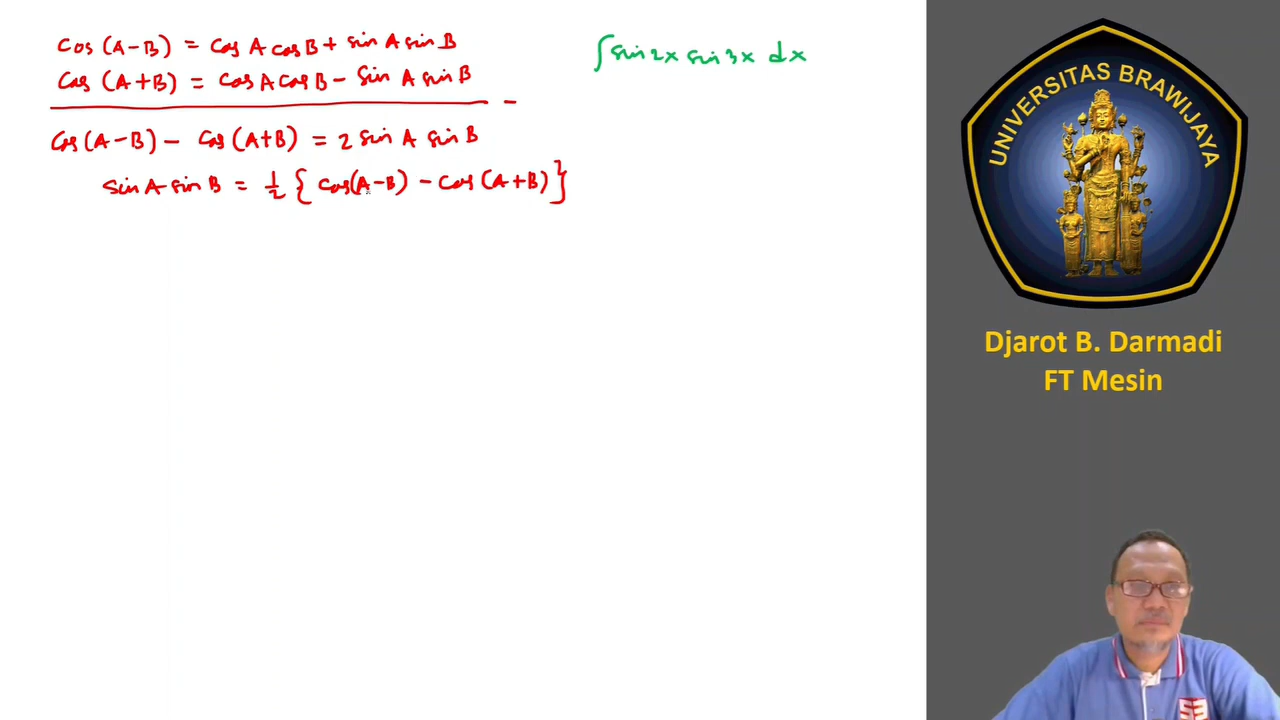 cos (A-B) = cos A cos B + sin A sin B
cos (A+B) = cos A cos B - sin A sin B
-
cos (A-B) - cos (A+B) = 2 sin A sin B
sin A sin B = 1/2 { cos(A-B) - cos (A+B) }
∫ sin 2x sin 3x dx
UNIVERSITAS BRAWIJAYA
Djarot B. Darmadi
FT Mesin